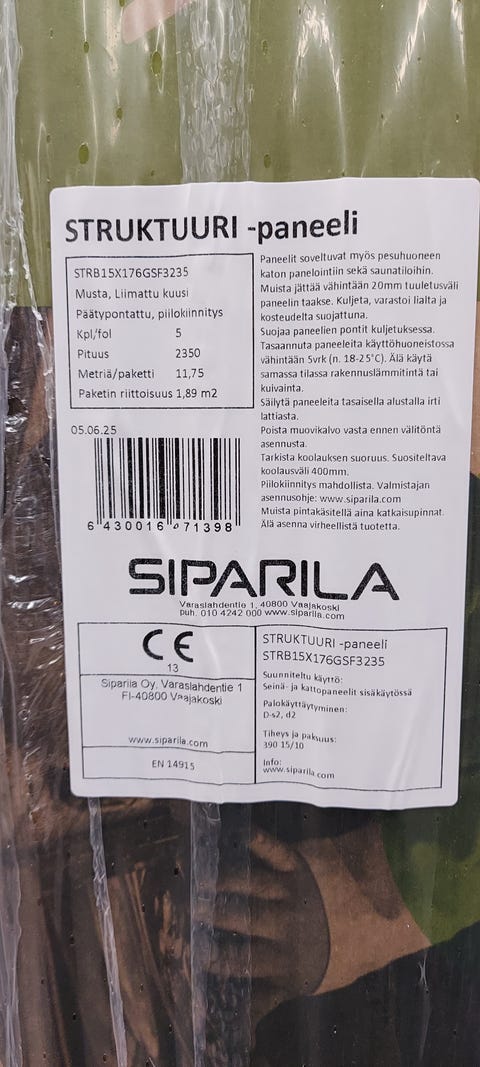 STRUKTUURI -paneeli
STRB15X176GSF3235
Musta, Liimattu kuusi
Päätypontattu, piilokiinnitys
Kpl/fol 5
Pituus 2350
Metriä/paketti 11,75
Paketin riittoisuus 1,89 m2
05.06.25
6 430016 071398
Paneelit soveltuvat myös pesuhuoneen
katon panelointiin sekä saunatiloihin.
Muista jättää vähintään 20mm tuuletusväli
paneelin taakse. Kuljeta, varastoi lialta ja
kosteudelta suojattuna.
Suojaa paneelien pontit kuljetuksessa.
Tasaannuta paneeleita käyttöhuoneistossa
vähintään 5vrk (n. 18-25°C). Älä käytä
samassa tilassa rakennuslämmitintä tai
kuivainta.
Säilytä paneeleita tasaisella alustalla irti
lattiasta.
Poista muovikalvo vasta ennen välitöntä
asennusta.
Tarkista koolauksen suoruus. Suositeltava
koolausväli 400mm.
Piilokiinnitys mahdollista. Valmistajan
asennusohje: www.siparila.com
Muista pintakäsitellä aina katkaisupinnat.
Älä asenna virheellistä tuotetta.
SIPARILA
Varaslahdentie 1, 40800 Vaajakoski
puh. 010 4242 000 www.siparila.com
CE
13
Siparila Oy, Varaslahdentie 1
FI-40800 Vaajakoski
www.siparila.com
EN 14915
STRUKTUURI -paneeli
STRB15X176GSF3235
Suunniteltu käyttö:
Seinä- ja kattopaneelit sisäkäytössä
Palokäyttäytyminen:
D-s2, d2
Tiheys ja paksuus:
390 15/10
Info:
www.siparila.com